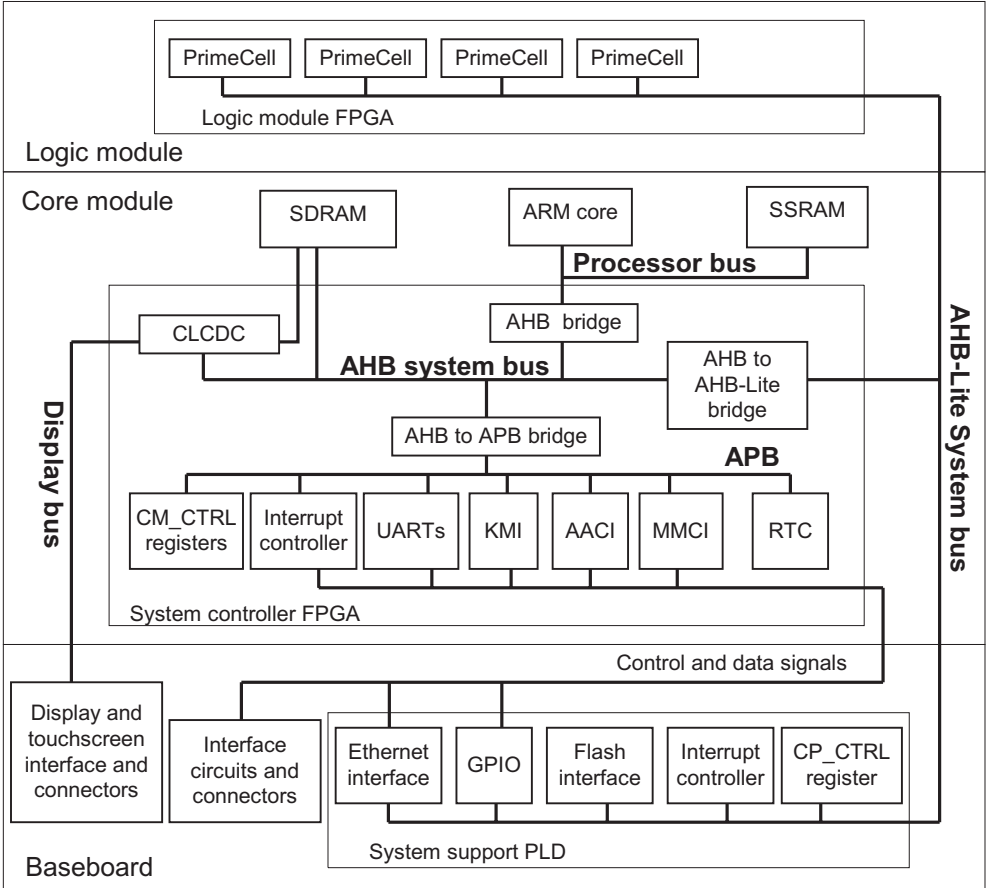 PrimeCell
PrimeCell
PrimeCell
PrimeCell
Logic module FPGA
Logic module
Core module
SDRAM
ARM core
SSRAM
Processor bus
CLCDC
AHB bridge
AHB system bus
AHB to
AHB-Lite
bridge
AHB to APB bridge
APB
CM_CTRL
registers
Interrupt
controller
UARTs
KMI
AACI
MMCI
RTC
System controller FPGA
Display bus
AHB-Lite System bus
Control and data signals
Display and
touchscreen
interface and
connectors
Interface
circuits and
connectors
Ethernet
interface
GPIO
Flash
interface
Interrupt
controller
CP_CTRL
register
System support PLD
Baseboard